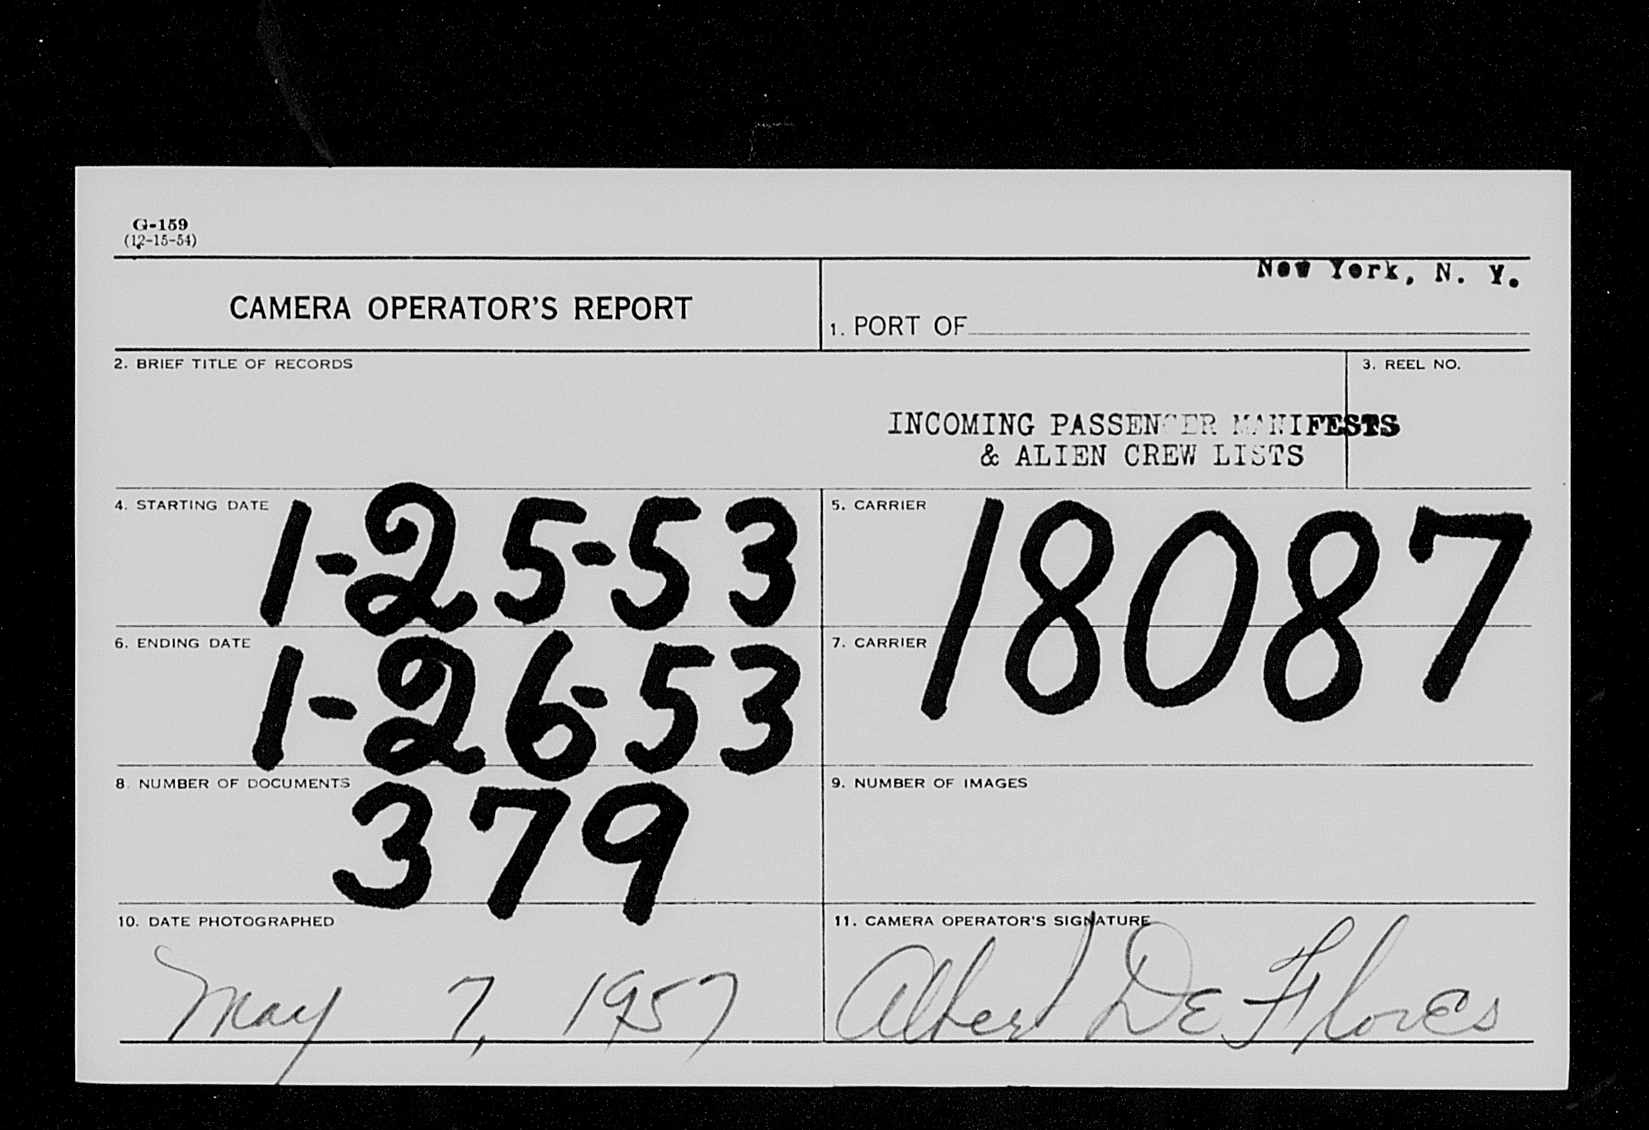 G-159
(12-15-54)
CAMERA OPERATOR'S REPORT
New York, N. Y.
1. PORT OF
2. BRIEF TITLE OF RECORDS
3. REEL NO.
INCOMING PASSENGER MANIFESTS
& ALIEN CREW LISTS
4. STARTING DATE 1-25-53
5. CARRIER 18087
6. ENDING DATE 1-26-53
7. CARRIER
8. NUMBER OF DOCUMENTS 379
9. NUMBER OF IMAGES
10. DATE PHOTOGRAPHED
May 7, 1957
11. CAMERA OPERATOR'S SIGNATURE
Albert De Flores